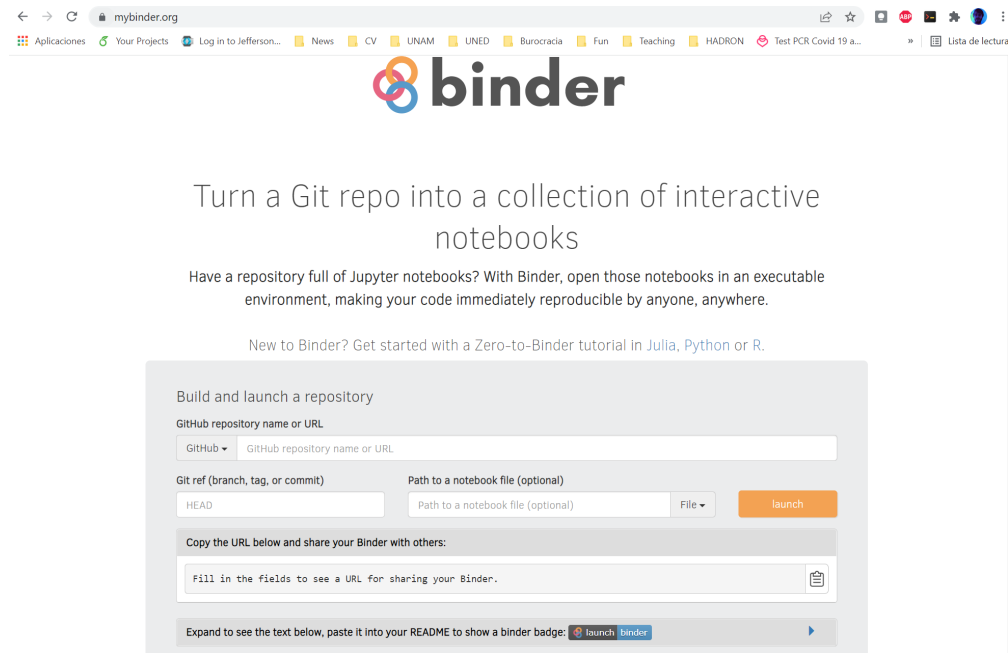 mybinder.org
ABP
Aplicaciones Your Projects Log in to Jefferson... News CV UNAM UNED Burocracia Fun Teaching HADRON Test PCR Covid 19 a... » Lista de lectura
binder
Turn a Git repo into a collection of interactive
notebooks
Have a repository full of Jupyter notebooks? With Binder, open those notebooks in an executable
environment, making your code immediately reproducible by anyone, anywhere.
New to Binder? Get started with a Zero-to-Binder tutorial in Julia, Python or R.
Build and launch a repository
GitHub repository name or URL
GitHub GitHub repository name or URL
Git ref (branch, tag, or commit) Path to a notebook file (optional)
HEAD Path to a notebook file (optional) File launch
Copy the URL below and share your Binder with others:
Fill in the fields to see a URL for sharing your Binder.
Expand to see the text below, paste it into your README to show a binder badge: launch binder